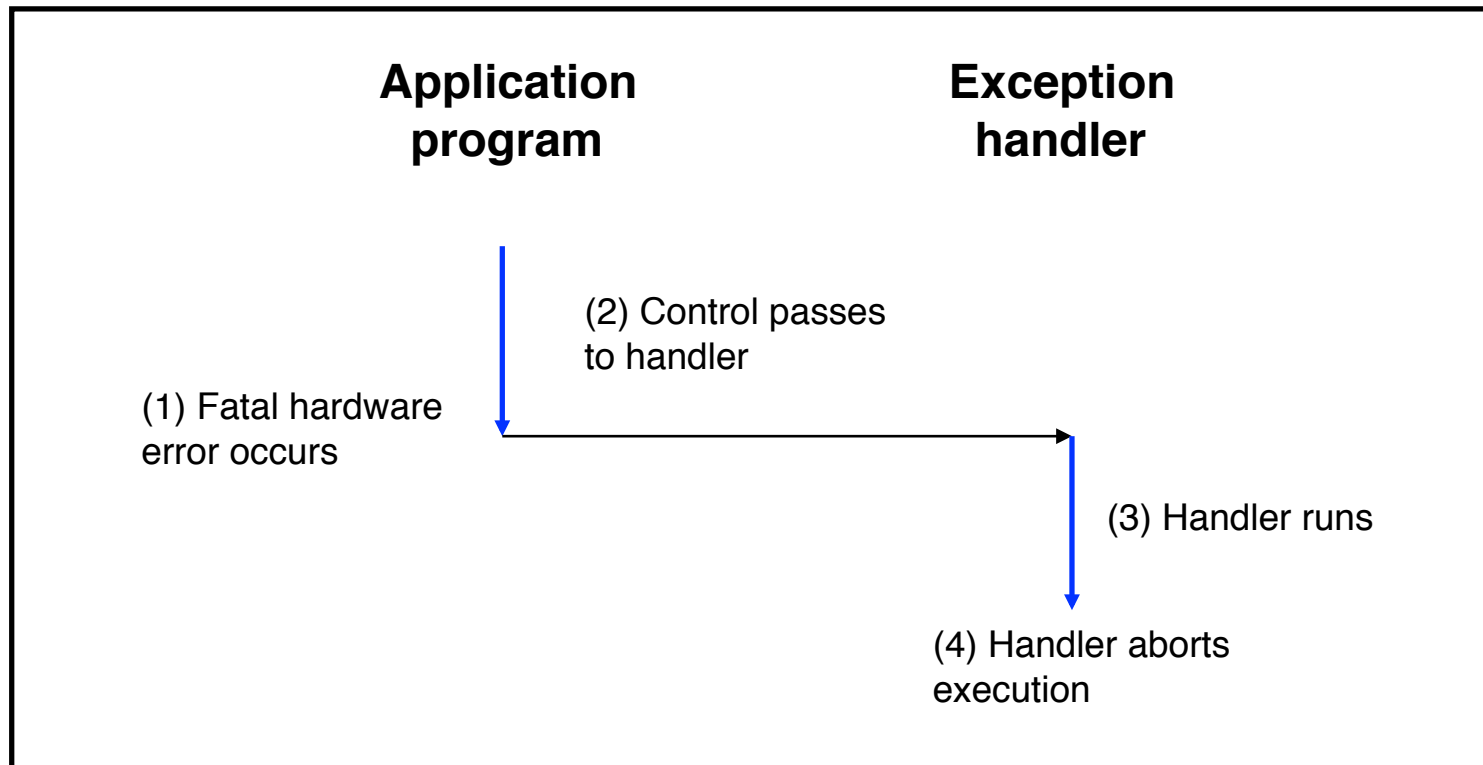 Application
program
Exception
handler
(2) Control passes
to handler
(1) Fatal hardware
error occurs
(3) Handler runs
(4) Handler aborts
execution